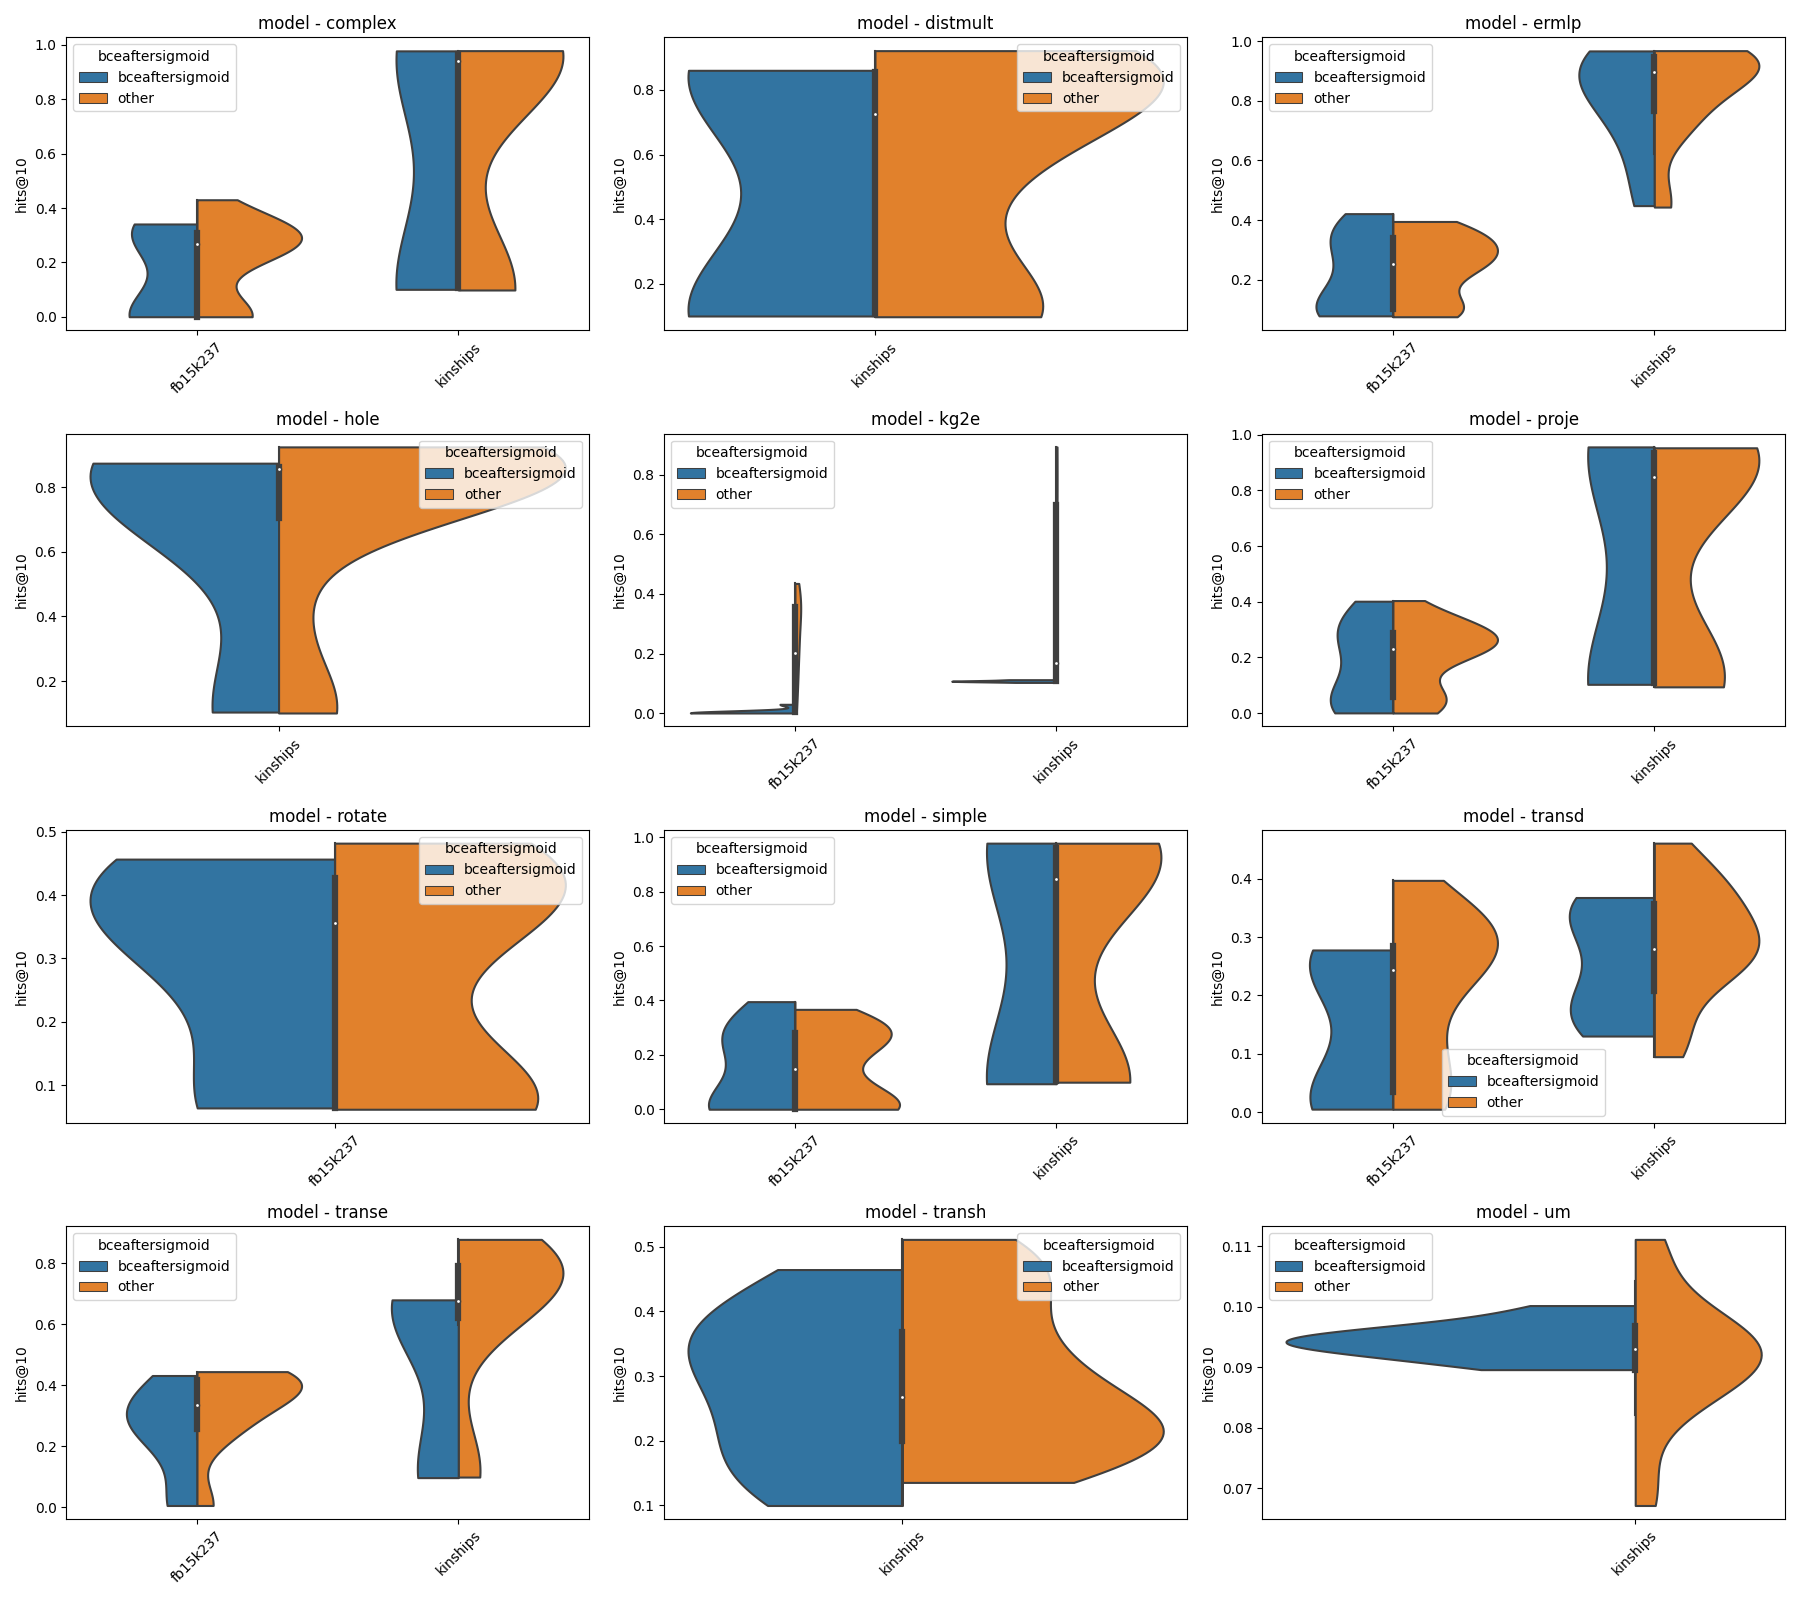 model - complex
hits@10
1.0
0.8
0.6
0.4
0.2
0.0
bceaftersigmoid
bceaftersigmoid
other
fb15k237
kinships
model - distmult
hits@10
0.8
0.6
0.4
0.2
bceaftersigmoid
bceaftersigmoid
other
kinships
model - ermlp
hits@10
1.0
0.8
0.6
0.4
0.2
bceaftersigmoid
bceaftersigmoid
other
fb15k237
kinships
model - hole
hits@10
0.8
0.6
0.4
0.2
bceaftersigmoid
bceaftersigmoid
other
kinships
model - kg2e
hits@10
0.8
0.6
0.4
0.2
0.0
bceaftersigmoid
bceaftersigmoid
other
fb15k237
kinships
model - proje
hits@10
1.0
0.8
0.6
0.4
0.2
0.0
bceaftersigmoid
bceaftersigmoid
other
fb15k237
kinships
model - rotate
hits@10
0.5
0.4
0.3
0.2
0.1
bceaftersigmoid
bceaftersigmoid
other
fb15k237
model - simple
hits@10
1.0
0.8
0.6
0.4
0.2
0.0
bceaftersigmoid
bceaftersigmoid
other
fb15k237
kinships
model - transd
hits@10
0.4
0.3
0.2
0.1
0.0
bceaftersigmoid
bceaftersigmoid
other
fb15k237
kinships
model - transe
hits@10
0.8
0.6
0.4
0.2
0.0
bceaftersigmoid
bceaftersigmoid
other
fb15k237
kinships
model - transh
hits@10
0.5
0.4
0.3
0.2
0.1
bceaftersigmoid
bceaftersigmoid
other
kinships
model - um
hits@10
0.11
0.10
0.09
0.08
0.07
bceaftersigmoid
bceaftersigmoid
other
kinships